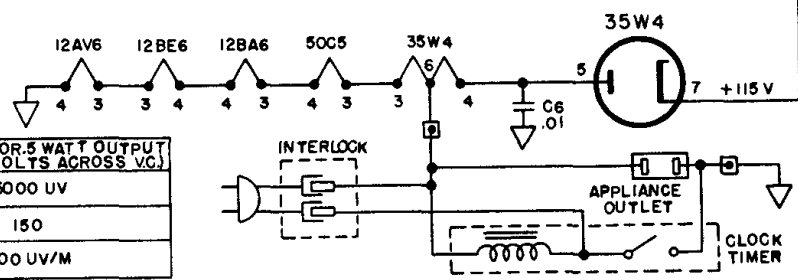 35W4
12AV6 12BE6 12BA6 50C5 35W4
6
5
7 +115 V
4 3 3 4 4 3 4 3 3 4
C6
.01
OR.5 WATT OUTPUT
OLTS ACROSS V.C.)
000 UV
150
00 UV/M
INTERLOCK
APPLIANCE
OUTLET
CLOCK
TIMER